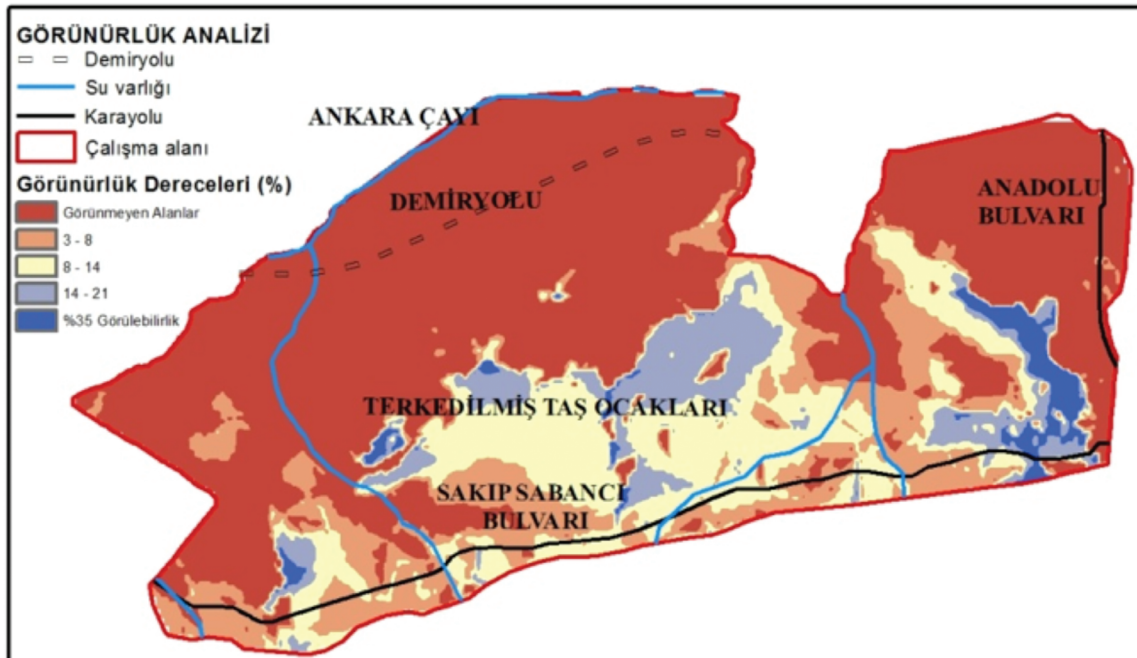 GÖRÜNÜRLÜK ANALİZİ
Demiryolu
Su varlığı
Karayolu
Çalışma alanı
Görünürlük Dereceleri (%)
Görünmeyen Alanlar
3 - 8
8 - 14
14 - 21
%35 Görülebilirlik
ANKARA ÇAYI
DEMİRYOLU
ANADOLU
BULVARI
TERKEDİLMİŞ TAŞ OCAKLARI
SAKIP SABANCI
BULVARI